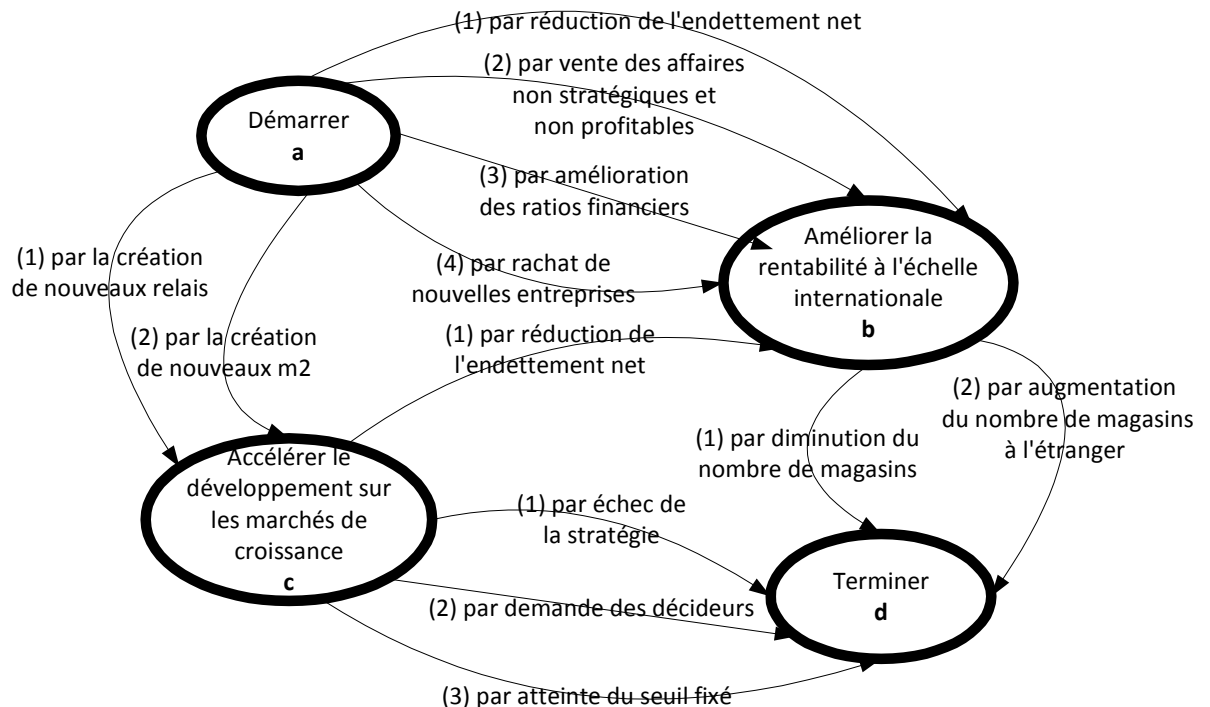 (1) par réduction de l'endettement net
(2) par vente des affaires
non stratégiques et
non profitables
Démarrer
a
(3) par amélioration
des ratios financiers
Améliorer la
rentabilité à l'échelle
internationale
b
(1) par la création
de nouveaux relais
(4) par rachat de
nouvelles entreprises
(2) par la création
de nouveaux m2
(1) par réduction de
l'endettement net
(2) par augmentation
du nombre de magasins
à l'étranger
(1) par diminution du
nombre de magasins
Accélérer le
développement sur
les marchés de
croissance
c
(1) par échec de
la stratégie
Terminer
d
(2) par demande des décideurs
(3) par atteinte du seuil fixé